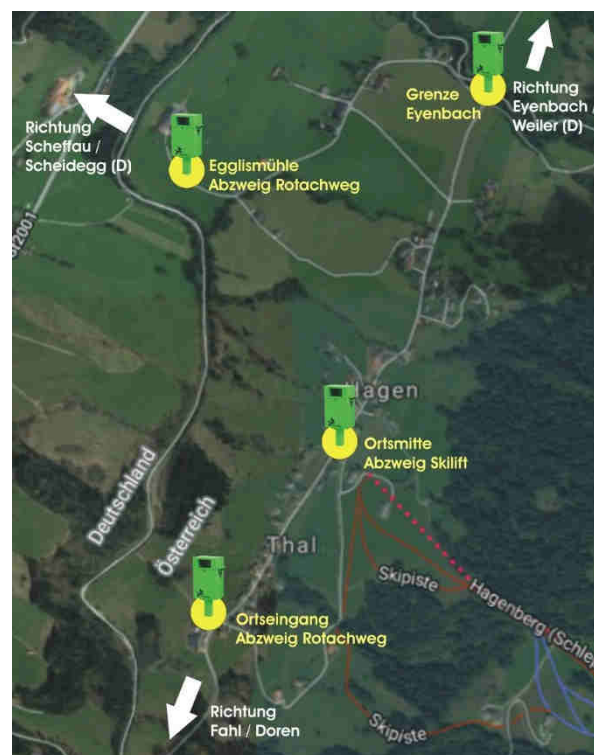 Grenze
Eyenbach
Richtung
Eyenbach /
Weiler (D)
Richtung
Scheffau /
Scheidegg (D)
Egglismühle
Abzweig Rotachweg
Hagen
Ortsmitte
Abzweig Skilift
Deutschland
Österreich
Thal
Skipiste
Hagenberg (Schlep
Ortseingang
Abzweig Rotachweg
Richtung
Fahl / Doren
Skipiste